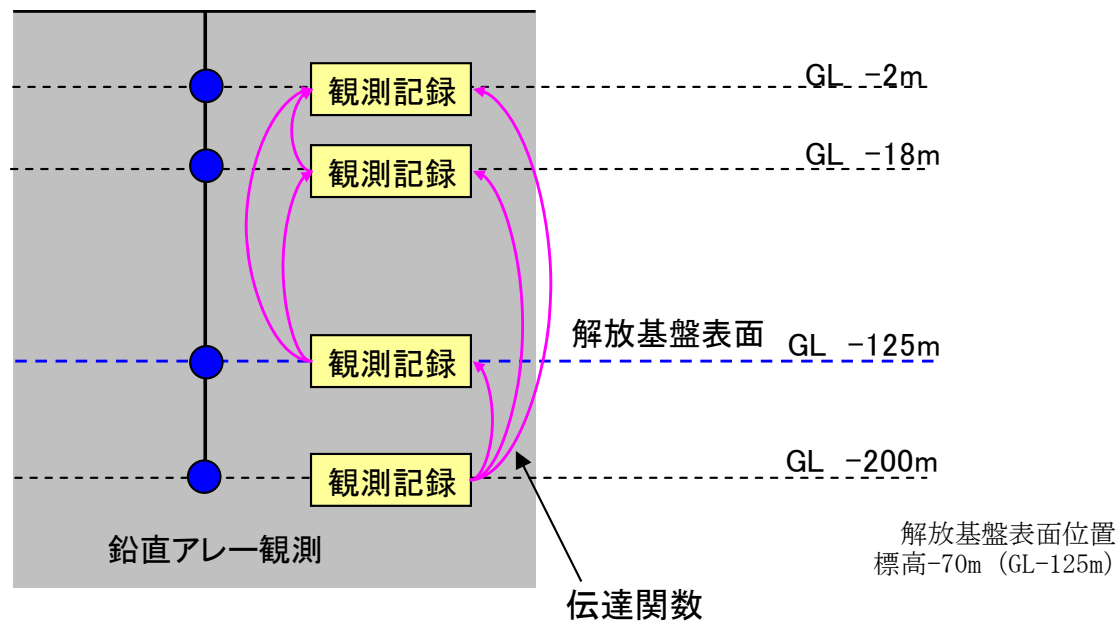 観測記録
GL -2m
観測記録
GL -18m
解放基盤表面
GL -125m
観測記録
観測記録
GL -200m
鉛直アレー観測
解放基盤表面位置
標高-70m (GL-125m)
伝達関数